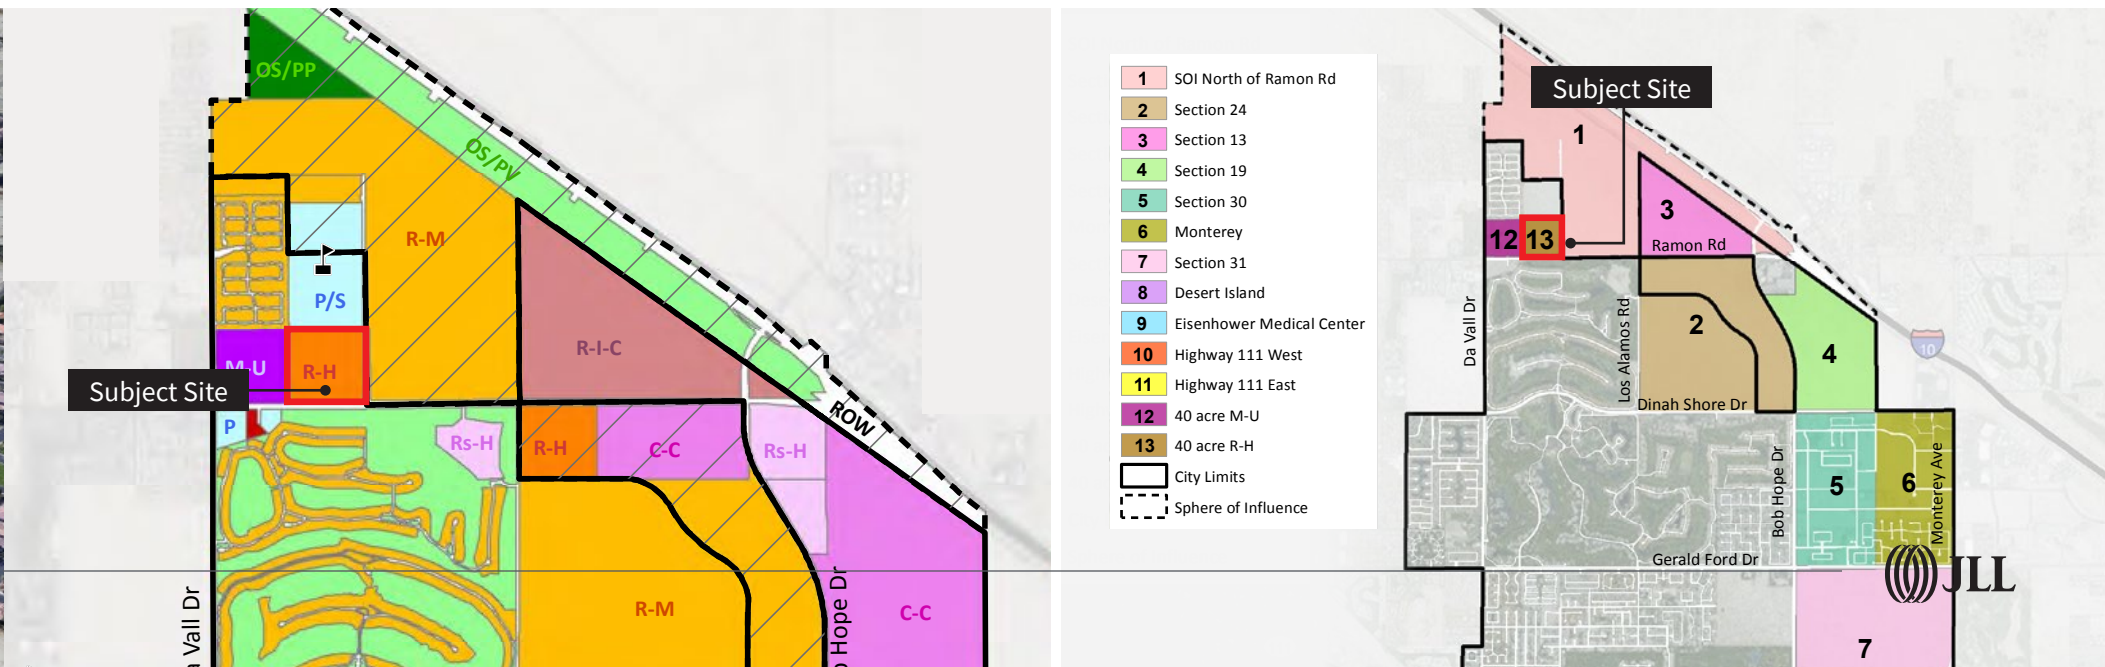 OS/PP
OS/PV
R-M
P/S
R-I-C
M-U
R-H
Subject Site
P
Rs-H
R-H
C-C
Rs-H
ROW
R-M
C-C
a Vall Dr
b Hope Dr
1 SOI North of Ramon Rd
2 Section 24
3 Section 13
4 Section 19
5 Section 30
6 Monterey
7 Section 31
8 Desert Island
9 Eisenhower Medical Center
10 Highway 111 West
11 Highway 111 East
12 40 acre M-U
13 40 acre R-H
City Limits
Sphere of Influence
Subject Site
1
3
12
13
Ramon Rd
Da Vall Dr
Los Alamos Rd
2
4
10
Dinah Shore Dr
Bob Hope Dr
5
6
Monterey Ave
Gerald Ford Dr
JLL
7